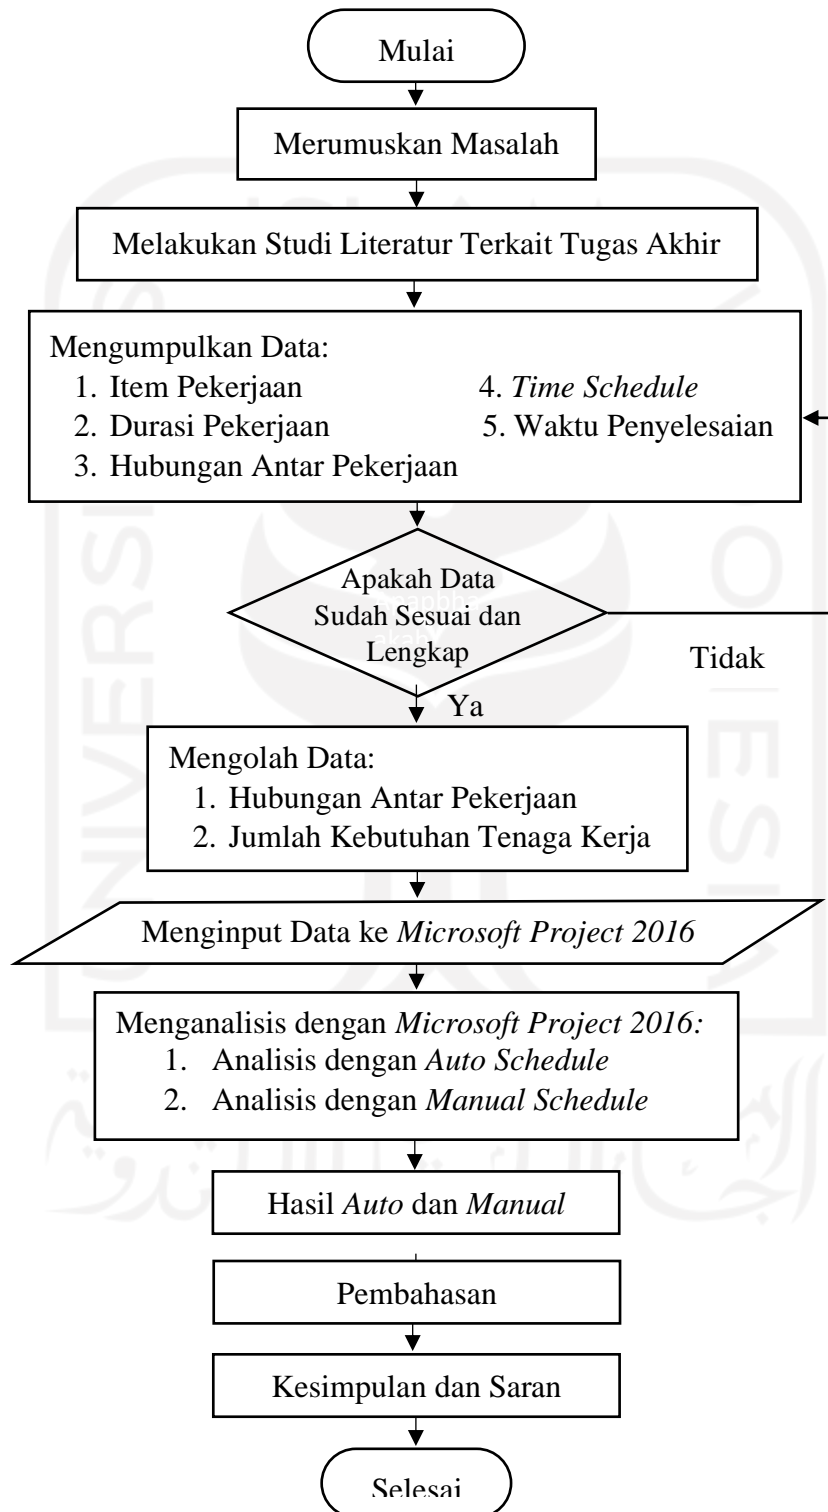 Mulai
Merumuskan Masalah
Melakukan Studi Literatur Terkait Tugas Akhir
Mengumpulkan Data:
1. Item Pekerjaan
2. Durasi Pekerjaan
3. Hubungan Antar Pekerjaan
4. Time Schedule
5. Waktu Penyelesaian
Apakah Data
Sudah Sesuai dan
Lengkap
Tidak
Ya
Mengolah Data:
1. Hubungan Antar Pekerjaan
2. Jumlah Kebutuhan Tenaga Kerja
Menginput Data ke Microsoft Project 2016
Menganalisis dengan Microsoft Project 2016:
1. Analisis dengan Auto Schedule
2. Analisis dengan Manual Schedule
Hasil Auto dan Manual
Pembahasan
Kesimpulan dan Saran
Selesai